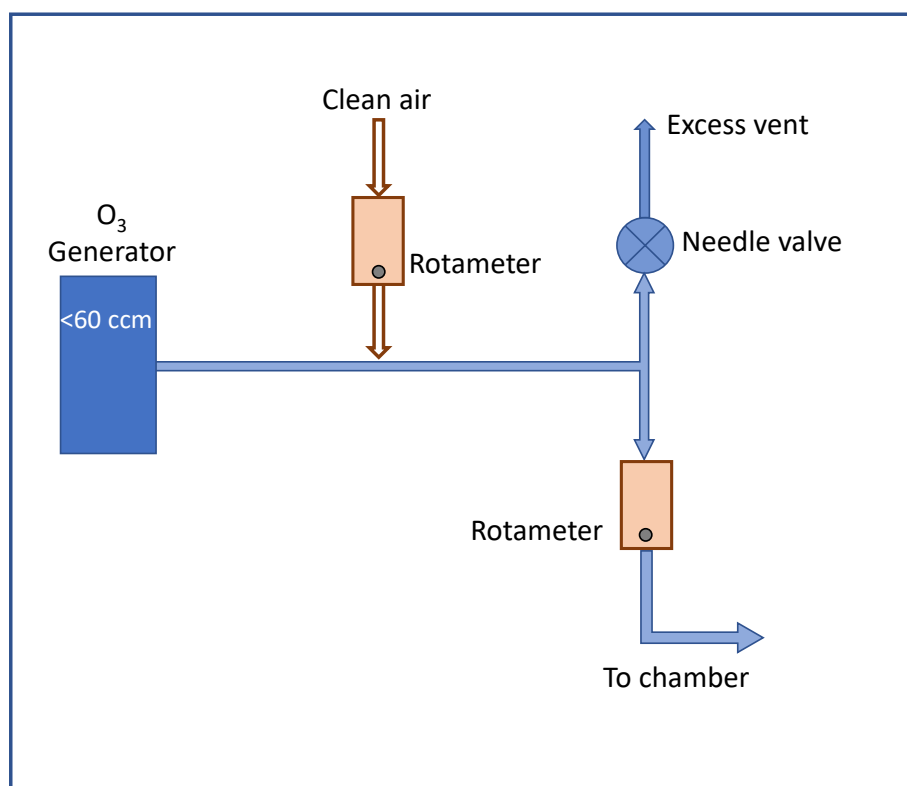 Clean air
Excess vent
O₃
Generator
Needle valve
Rotameter
<60 ccm
Rotameter
To chamber